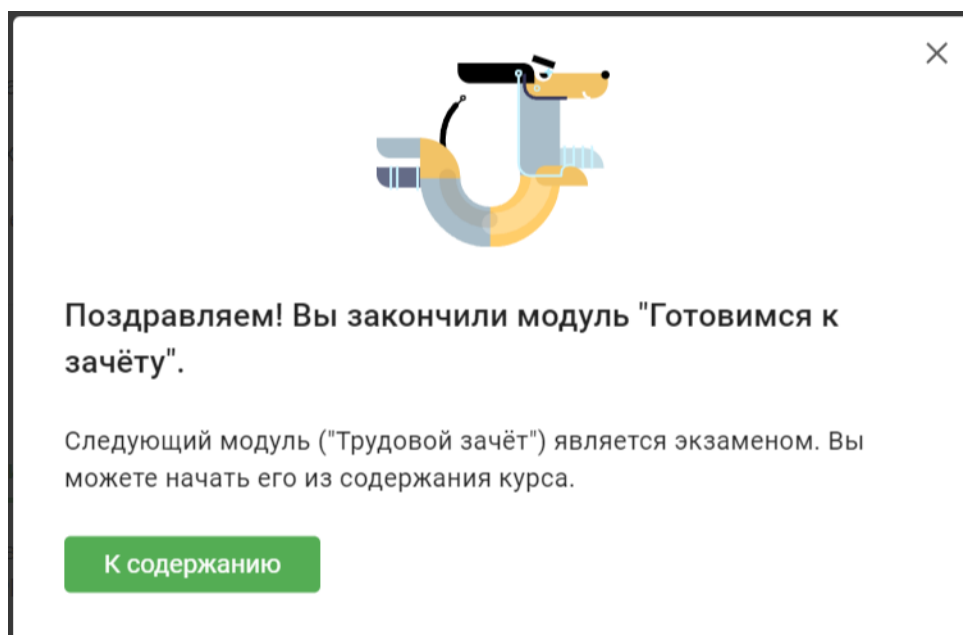 Поздравляем! Вы закончили модуль "Готовимся к
зачёту".
Следующий модуль ("Трудовой зачёт") является экзаменом. Вы
можете начать его из содержания курса.
К содержанию